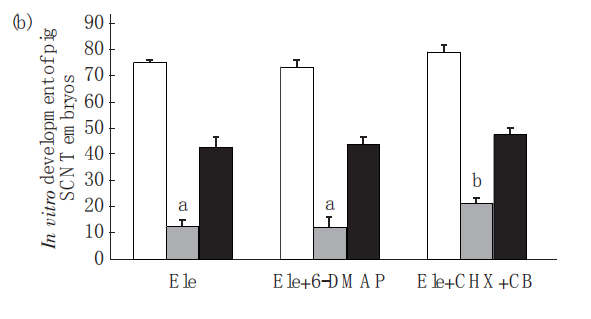 (b)
In vitro development of pig
SCNT embryos
90
80
70
60
50
40
30
20
10
0
a
a
b
Ele
Ele+6-DMAP
Ele+CHX+CB